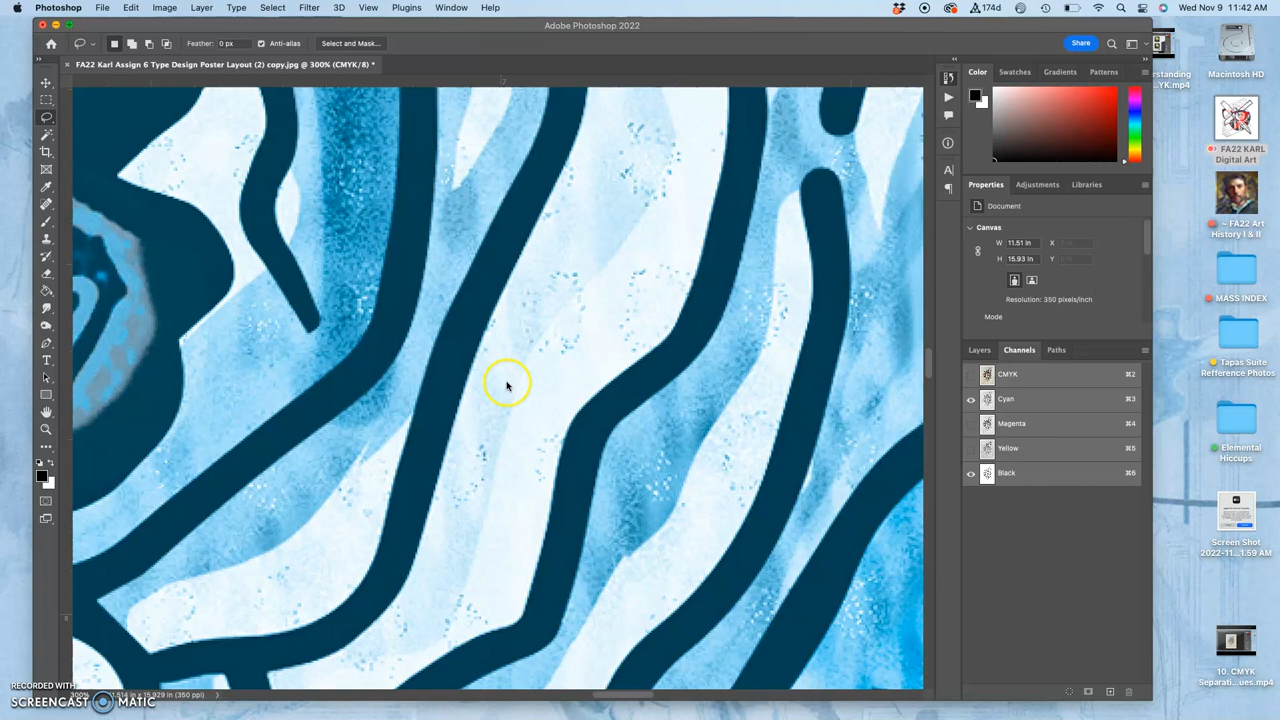 Photoshop File Edit Image Layer Type Select Filter 3D View Plugins Window Help
174d
Wed Nov 9 11:42 AM
Adobe Photoshop 2022
Feather: 0 px Anti-alias Select and Mask... Share
FA22 Karl Assign 6 Type Design Poster Layout (2) copy.jpg @ 300% (CMYK/8) *
7
8
Color Swatches Gradients Patterns
Properties Adjustments Libraries
Document
Canvas
W 11.51 in X
H 15.93 in Y
Resolution: 350 pixels/inch
Mode
Layers Channels Paths
CMYK ⌘2
Cyan ⌘3
Magenta ⌘4
Yellow ⌘5
Black ⌘6
Macintosh HD
FA22 KARL
Digital Art
~ FA22 Art
History I & II
MASS INDEX
Tapas Suite
Refference Photos
Elemental
Hiccups
Screen Shot
2022-11...1.59 AM
10. CMYK
Separati...ues.mp4
RECORDED WITH
SCREENCAST MATIC
(350 ppi)